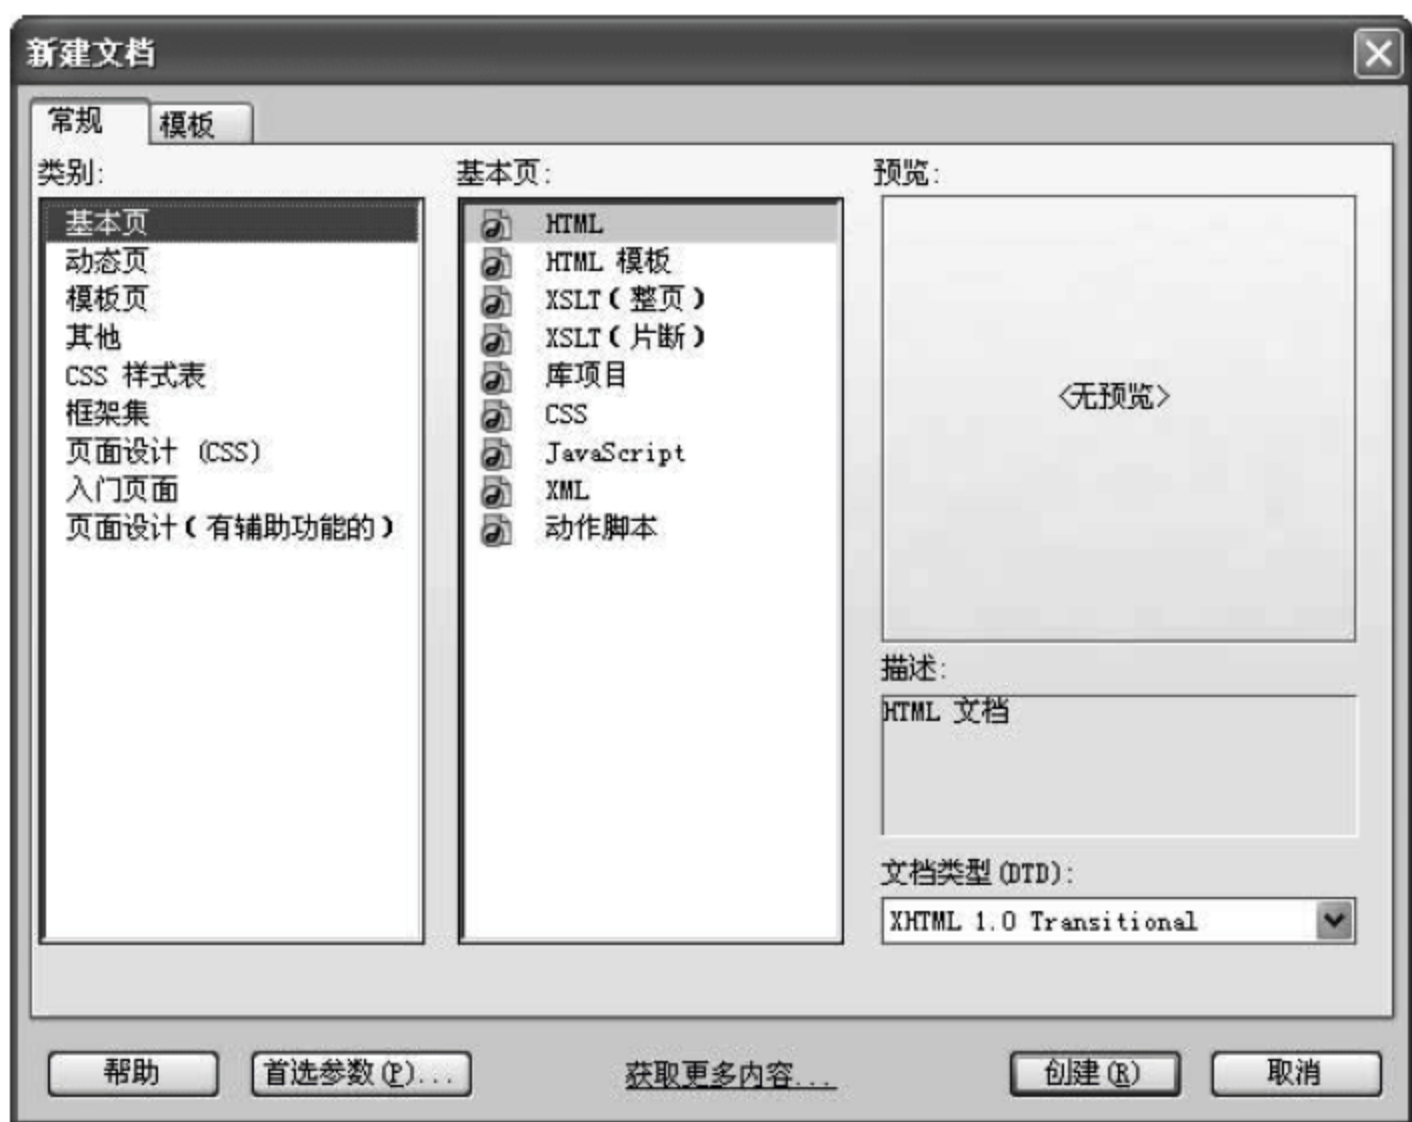 新建文档
常规
模板
类别:
基本页
动态页
模板页
其他
CSS 样式表
框架集
页面设计 (CSS)
入门页面
页面设计(有辅助功能的)
基本页:
HTML
HTML 模板
XSLT(整页)
XSLT(片断)
库项目
CSS
JavaScript
XML
动作脚本
预览:
<无预览>
描述:
HTML 文档
文档类型(DTD):
XHTML 1.0 Transitional
帮助
首选参数(P)...
获取更多内容...
创建(R)
取消